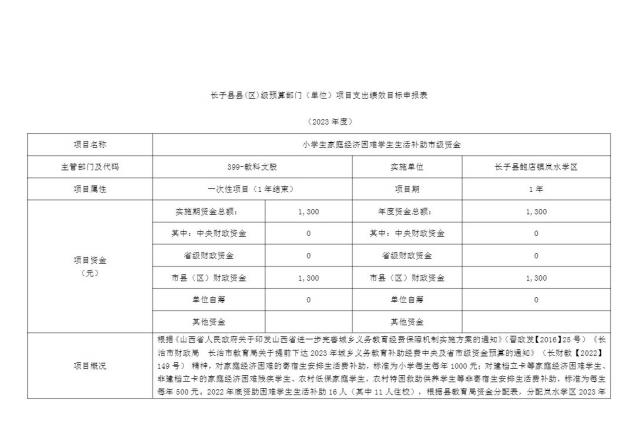 长子县县(区)级预算部门（单位）项目支出绩效目标申报表
（2023 年度）
项目名称 小学生家庭经济困难学生生活补助市级资金
主管部门及代码 399-教科文股 实施单位 长子县鲍店镇岚水学区
项目属性 一次性项目（1 年结束） 项目期 1 年
项目资金（元） 实施期资金总额： 1,300 年度资金总额： 1,300
其中：中央财政资金 0 其中：中央财政资金 0
省级财政资金 0 省级财政资金 0
市县（区）财政资金 1,300 市县（区）财政资金 1,300
单位自筹 0 单位自筹 0
其他资金 其他资金
项目概况 根据《山西省人民政府关于印发山西省进一步完善城乡义务教育经费保障机制实施方案的通知》（晋政发【2016】25 号）《长
治市财政局 长治市教育局关于提前下达 2023 年城乡义务教育补助经费中央及省市级资金预算的通知》（长财教【2022】
149 号） 精神，对家庭经济困难的寄宿生安排生活费补助，标准为小学每生每年 1000 元；对建档立卡等家庭经济困难学生、
非建档立卡的家庭经济困难残疾学生、农村低保家庭学生、农村特困救助供养学生等非寄宿生安排生活费补助，标准为每生
每年 500 元。2022 年底资助困难学生生活补助 16 人（其中 11 人住校），根据县教育局资金分配表，分配岚水学区 2023 年